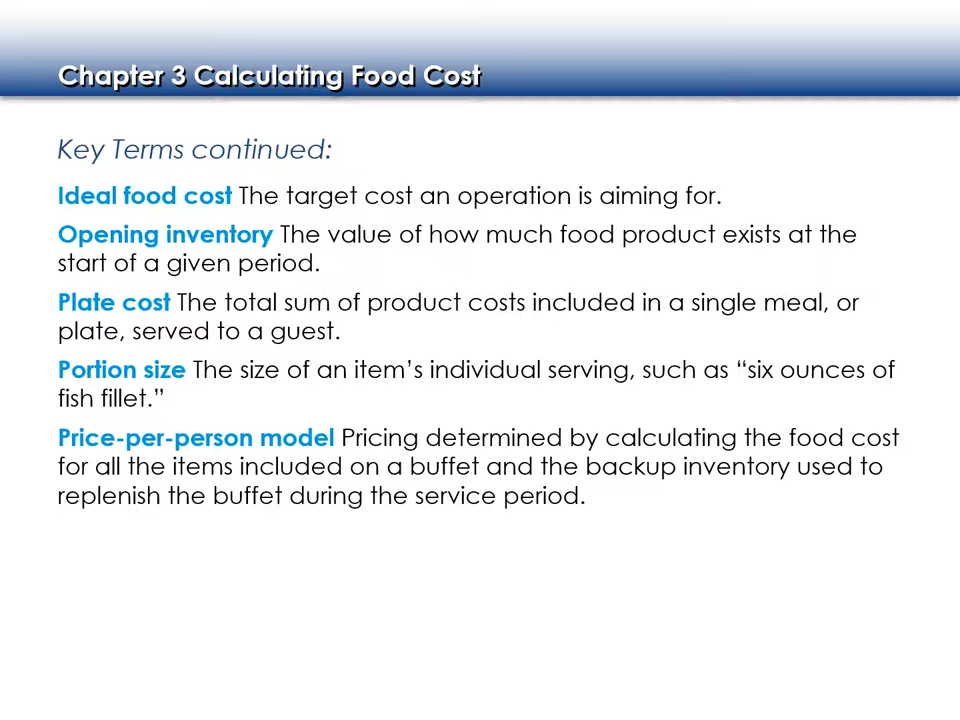 Chapter 3 Calculating Food Cost
Key Terms continued:
Ideal food cost The target cost an operation is aiming for.
Opening inventory The value of how much food product exists at the
start of a given period.
Plate cost The total sum of product costs included in a single meal, or
plate, served to a guest.
Portion size The size of an item’s individual serving, such as “six ounces of
fish fillet.”
Price-per-person model Pricing determined by calculating the food cost
for all the items included on a buffet and the backup inventory used to
replenish the buffet during the service period.